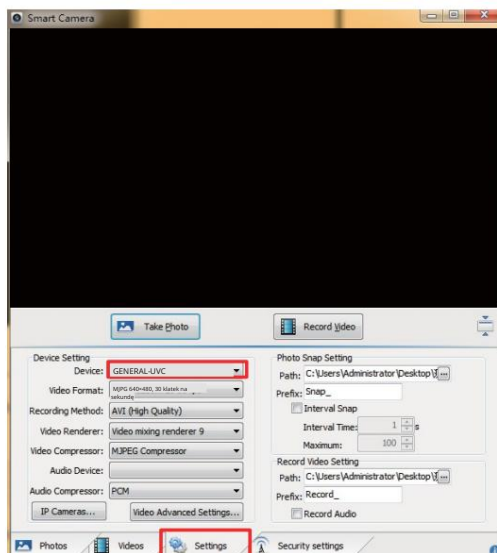 Smart Camera
Take Photo
Record Video
Device Setting
Device: GENERAL-UVC
Video Format: MJPG 640×480, 30 klatek na
sekundę
Recording Method: AVI (High Quality)
Video Renderer: Video mixing renderer 9
Video Compressor: MJPEG Compressor
Audio Device:
Audio Compressor: PCM
IP Cameras... Video Advanced Settings...
Photo Snap Setting
Path: C:\Users\Administrator\Desktop\ ...
Prefix: Snap_
Interval Snap
Interval Time: 1 s
Maximum: 100
Record Video Setting
Path: C:\Users\Administrator\Desktop\ ...
Prefix: Record_
Record Audio
Photos Videos Settings Security settings